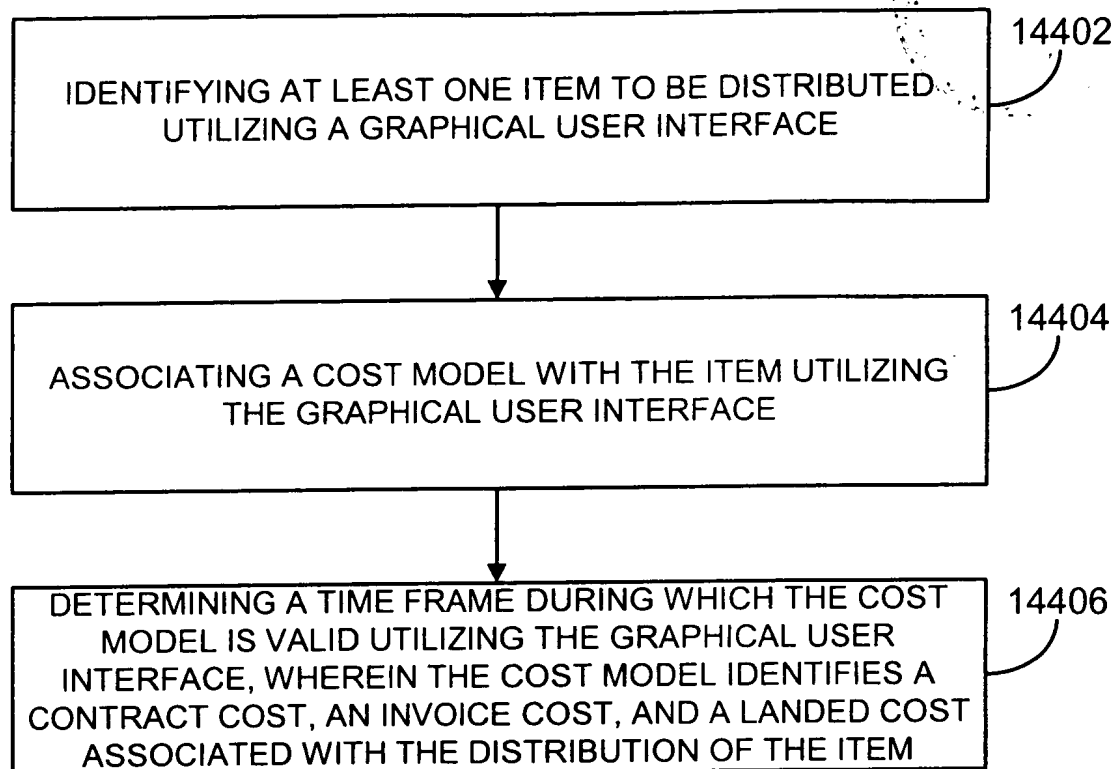 14402
IDENTIFYING AT LEAST ONE ITEM TO BE DISTRIBUTED
UTILIZING A GRAPHICAL USER INTERFACE
14404
ASSOCIATING A COST MODEL WITH THE ITEM UTILIZING
THE GRAPHICAL USER INTERFACE
14406
DETERMINING A TIME FRAME DURING WHICH THE COST
MODEL IS VALID UTILIZING THE GRAPHICAL USER
INTERFACE, WHEREIN THE COST MODEL IDENTIFIES A
CONTRACT COST, AN INVOICE COST, AND A LANDED COST
ASSOCIATED WITH THE DISTRIBUTION OF THE ITEM